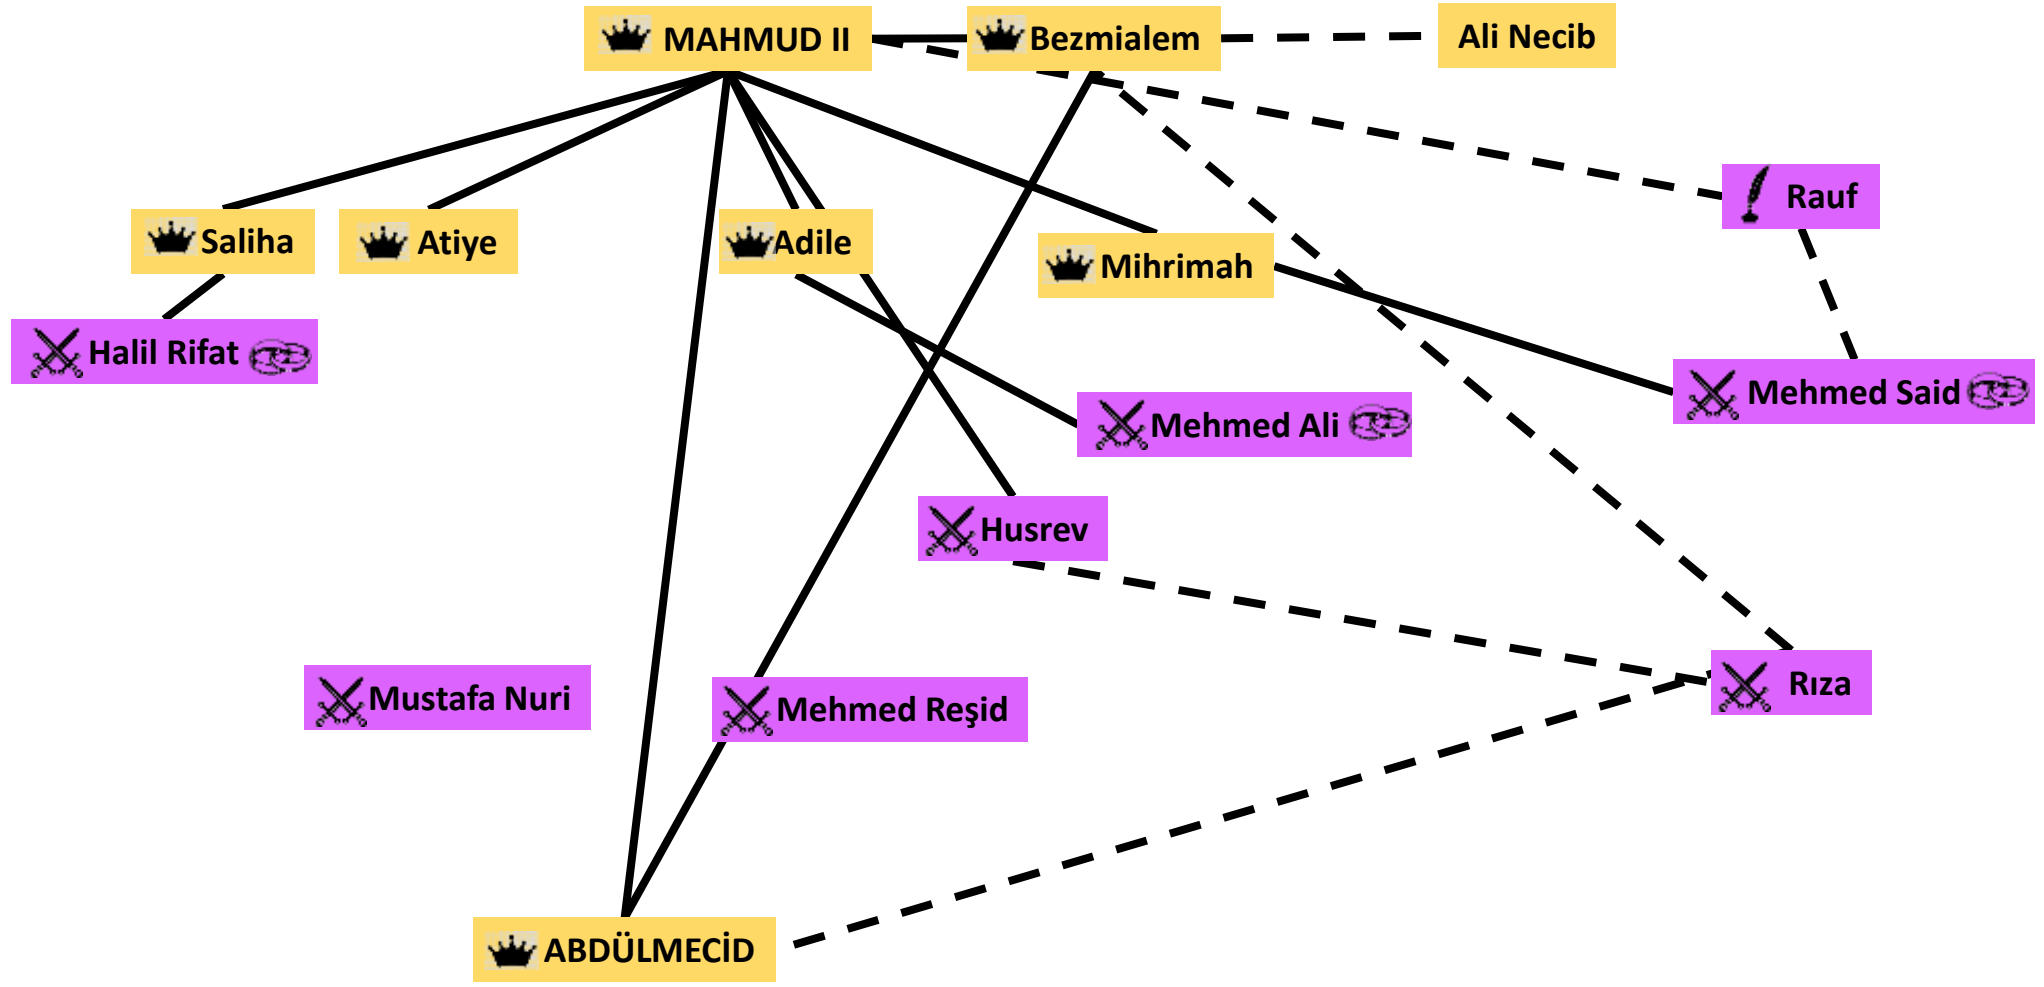 MAHMUD II
Bezmialem
Ali Necib
Rauf
Saliha
Atiye
Adile
Mihrimah
Halil Rifat
Mehmed Ali
Mehmed Said
Husrev
Mustafa Nuri
Mehmed Reşid
Rıza
ABDÜLMECİD